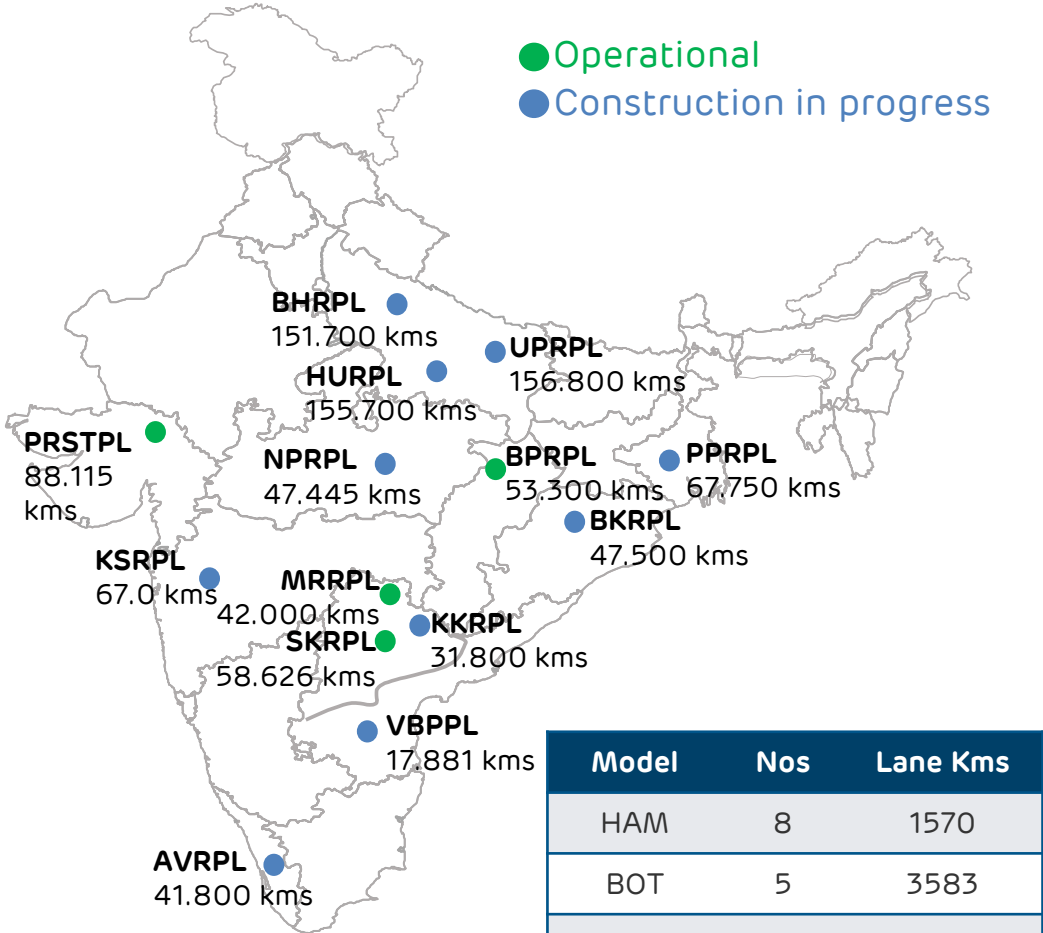 Operational
Construction in progress
BHRPL
151.700 kms
UPRPL
156.800 kms
HURPL
155.700 kms
PRSTPL
88.115
kms
NPRPL
47.445 kms
BPRPL
53.300 kms
PPRPL
67.750 kms
BKRPL
47.500 kms
KSRPL
67.0 kms
MRRPL
42.000 kms
KKRPL
31.800 kms
SKRPL
58.626 kms
VBPPL
17.881 kms
AVRPL
41.800 kms
Model Nos Lane Kms
HAM 8 1570
BOT 5 3583